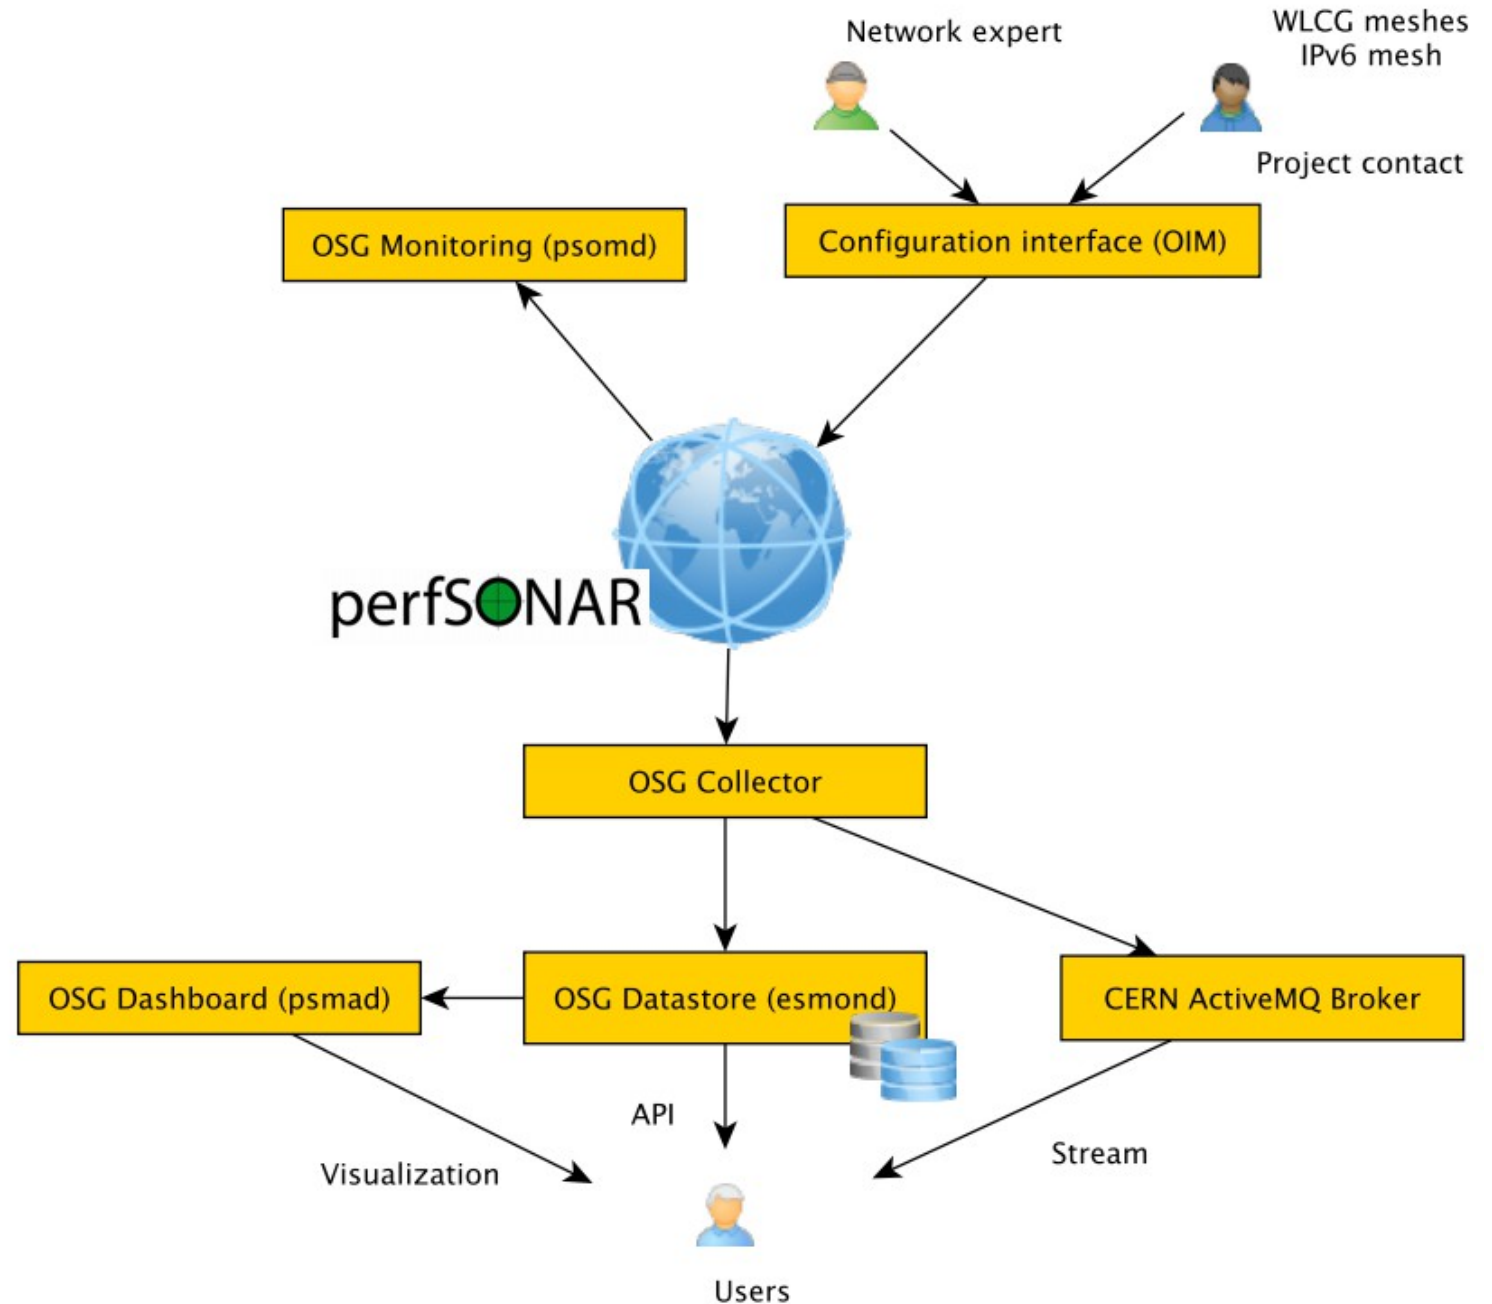 Network expert
WLCG meshes
IPv6 mesh
Project contact
OSG Monitoring (psomd)
Configuration interface (OIM)
perfSONAR
OSG Collector
OSG Dashboard (psmad)
OSG Datastore (esmond)
CERN ActiveMQ Broker
API
Visualization
Stream
Users